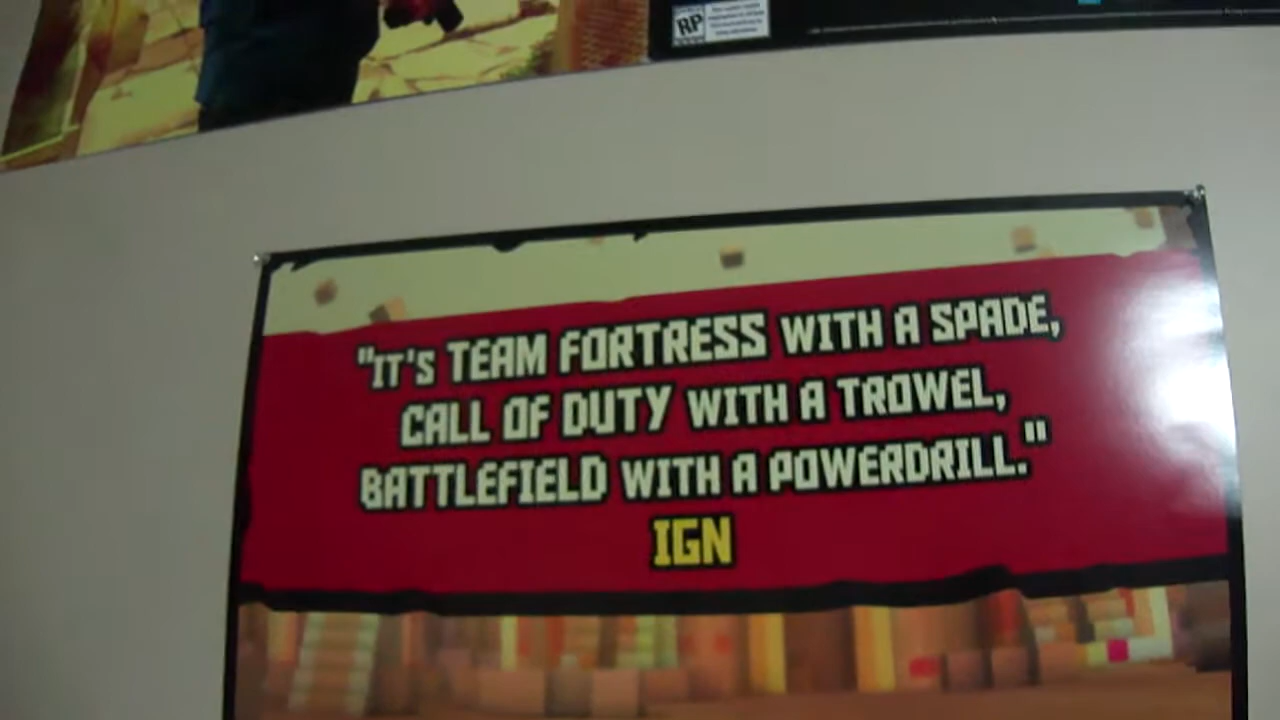 RP
"IT'S TEAM FORTRESS WITH A SPADE,
CALL OF DUTY WITH A TROWEL,
BATTLEFIELD WITH A POWERDRILL."
IGN